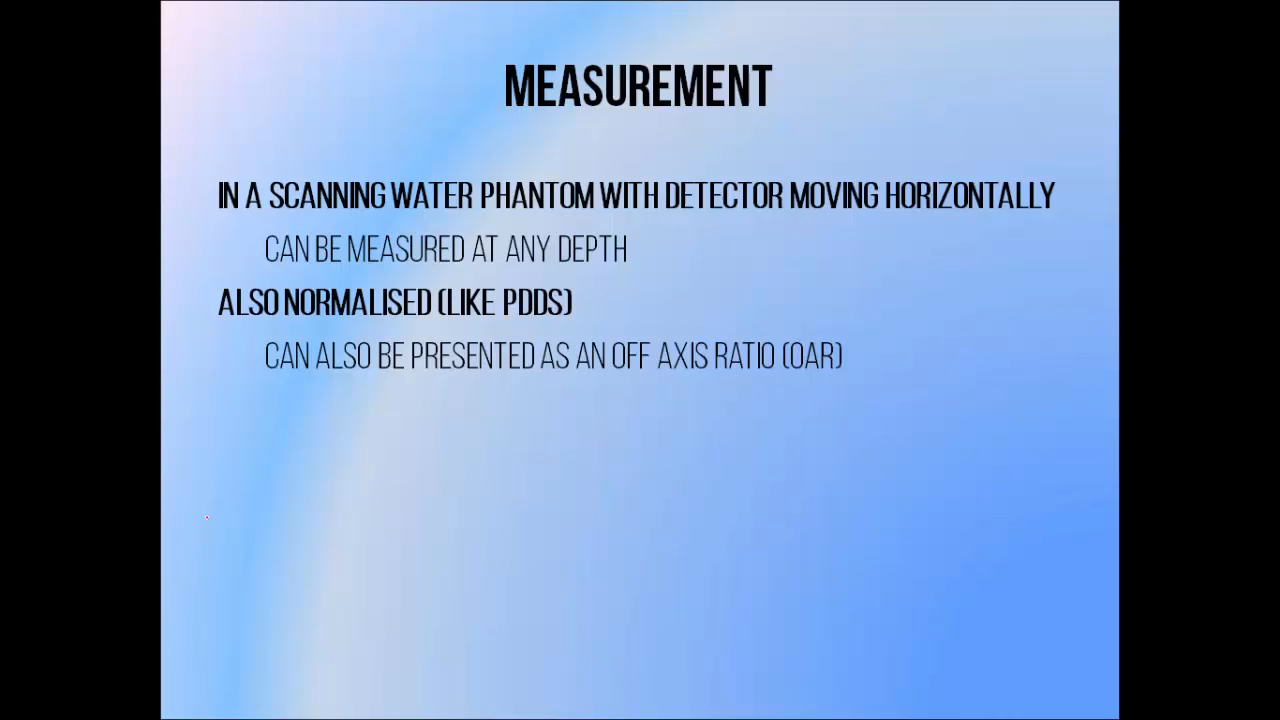 MEASUREMENT
IN A SCANNING WATER PHANTOM WITH DETECTOR MOVING HORIZONTALLY
CAN BE MEASURED AT ANY DEPTH
ALSO NORMALISED (LIKE PDDS)
CAN ALSO BE PRESENTED AS AN OFF AXIS RATIO (OAR)